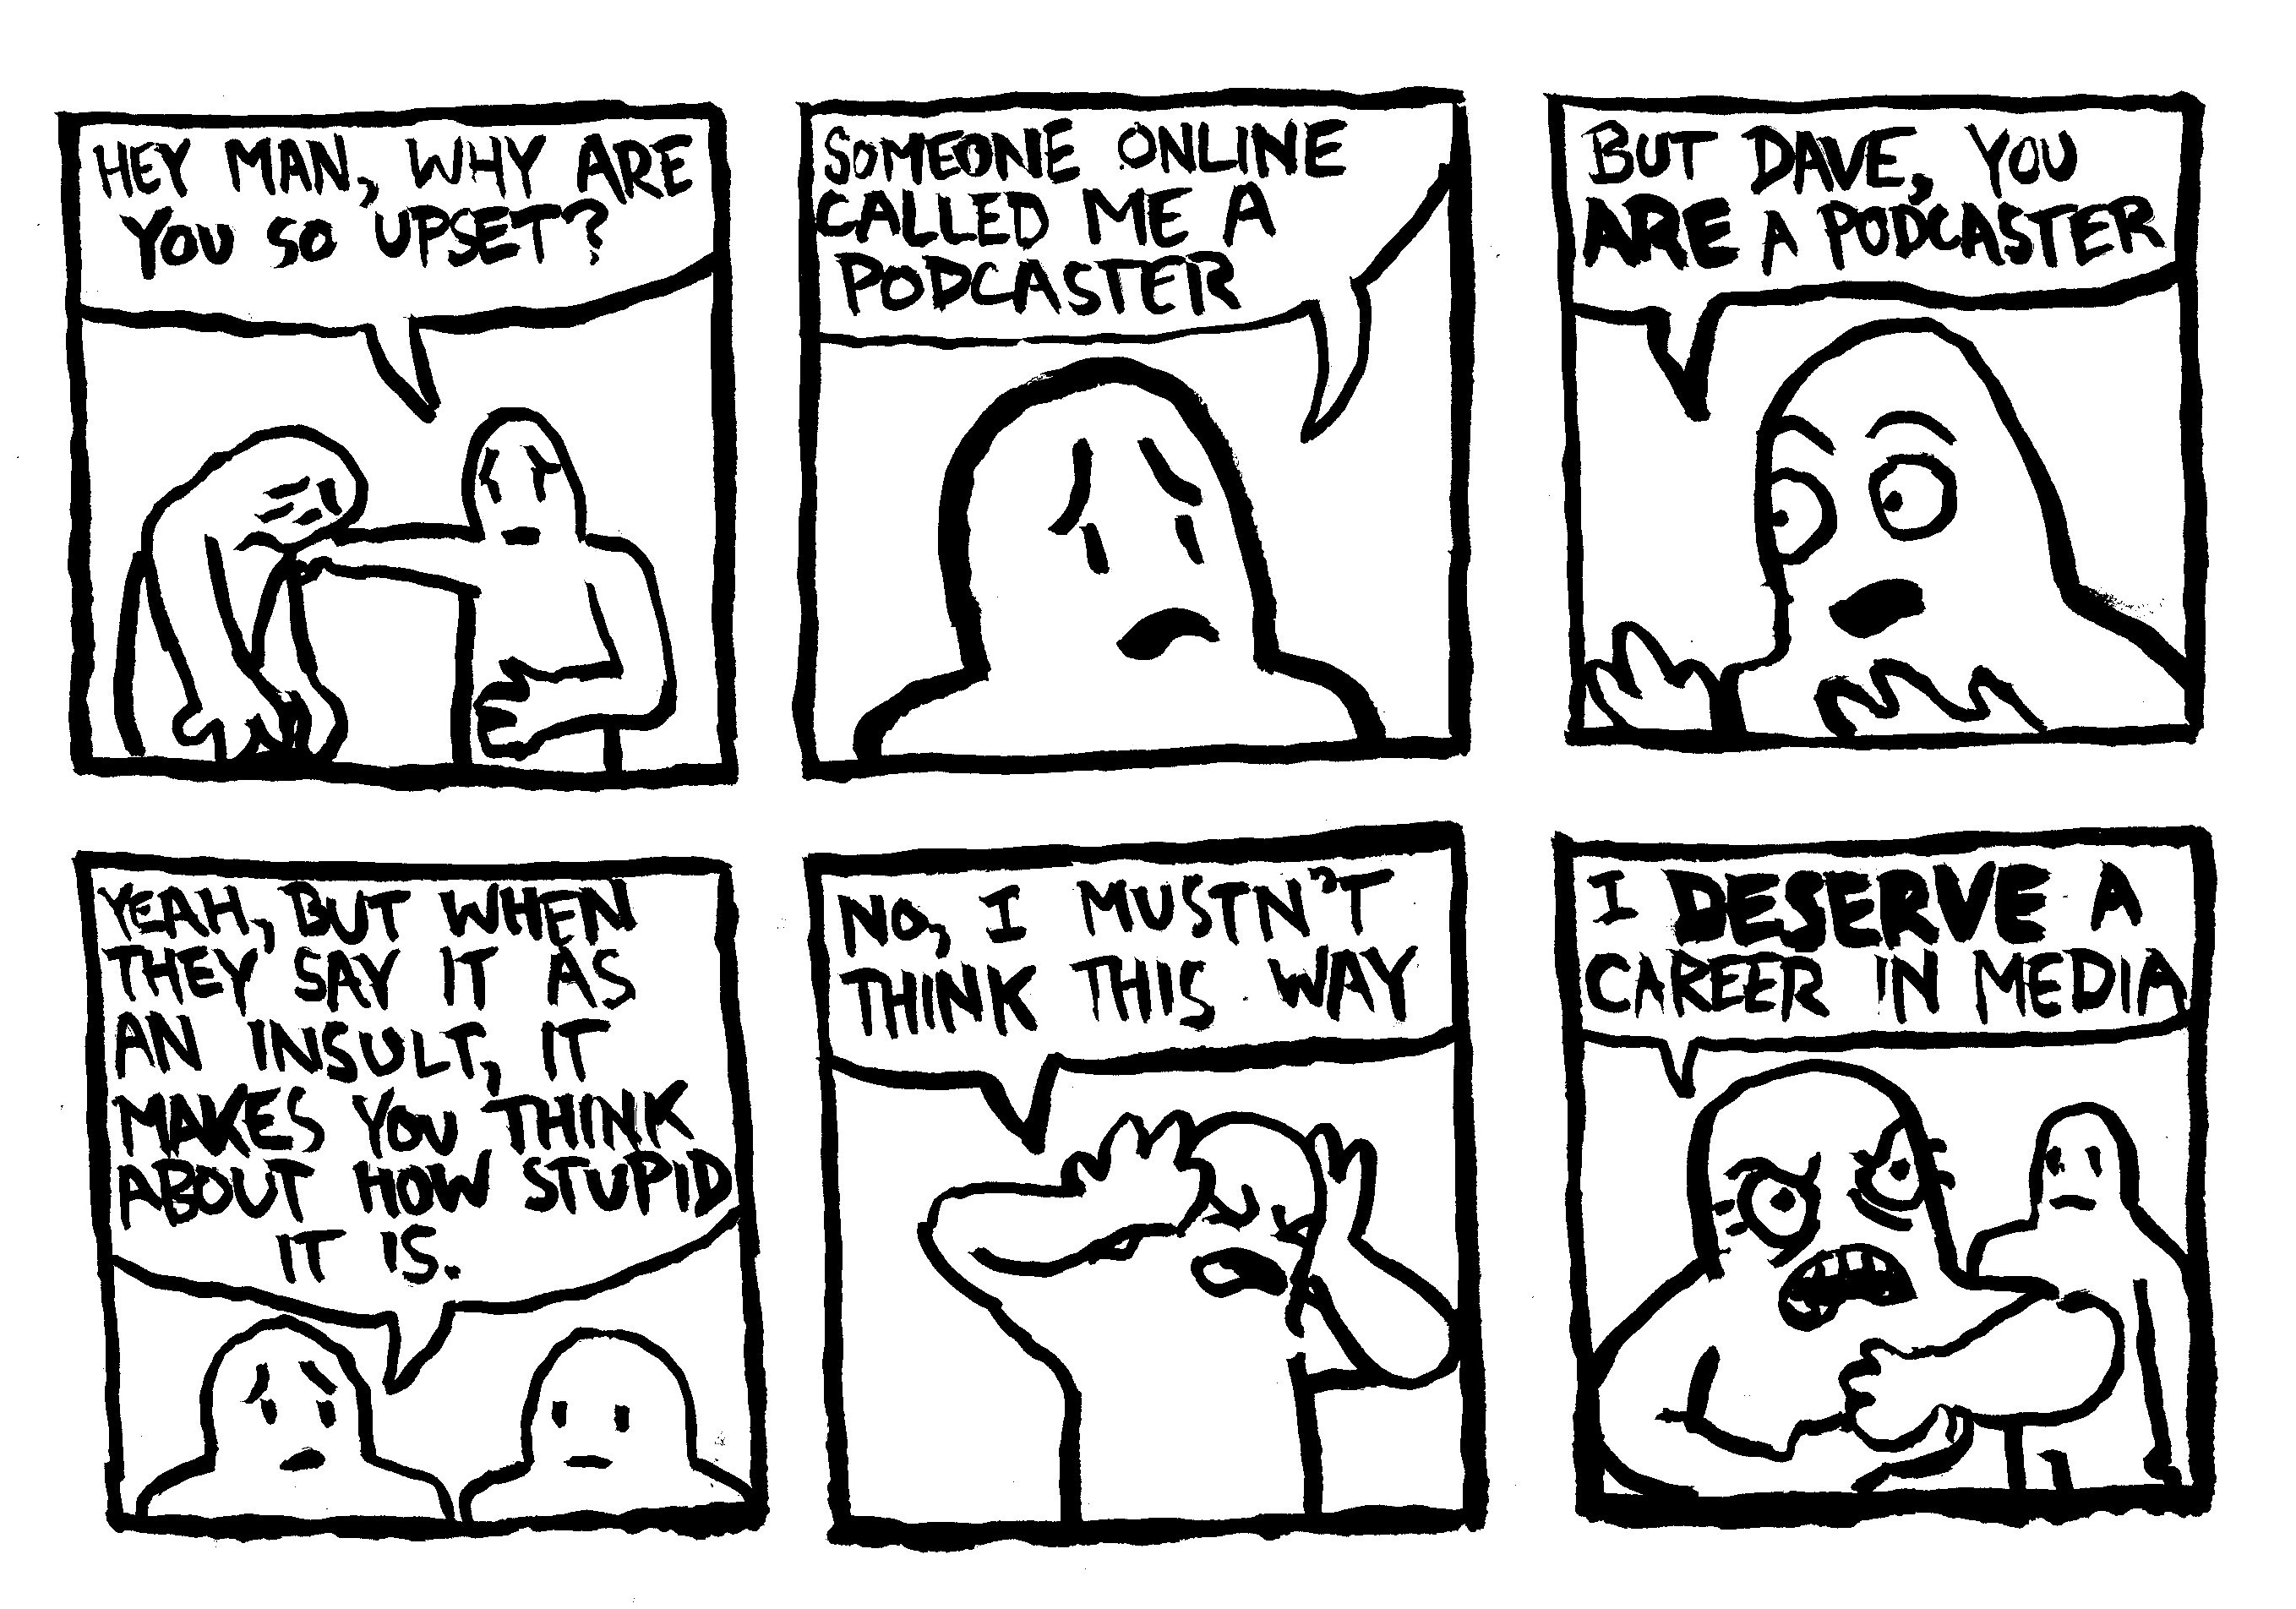 HEY MAN, WHY ARE
YOU SO UPSET?
SOMEONE ONLINE
CALLED ME A
PODCASTER
BUT DAVE, YOU
ARE A PODCASTER
YEAH, BUT WHEN
THEY SAY IT AS
AN INSULT, IT
MAKES YOU THINK
ABOUT HOW STUPID
IT IS.
NO, I MUSTN'T
THINK THIS WAY
I DESERVE A
CAREER IN MEDIA